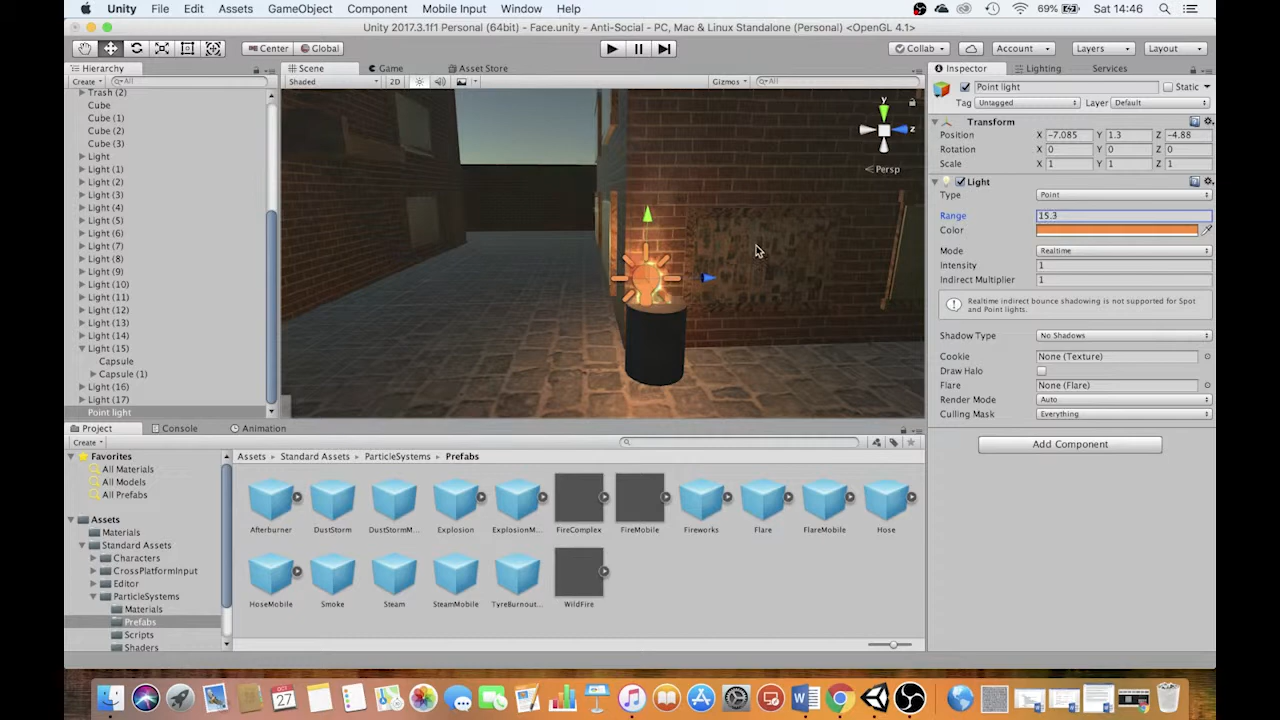 Unity File Edit Assets GameObject Component Mobile Input Window Help 69% Sat 14:46
Unity 2017.3.1f1 Personal (64bit) - Face.unity - Anti-Social - PC, Mac & Linux Standalone (Personal) <OpenGL 4.1>
Center Global Collab Account Layers Layout
Hierarchy Scene Game Asset Store Inspector Lighting Services
Create All Shaded 2D Gizmos All
Point light Static
Tag Untagged Layer Default
Transform
Position X -7.085 Y 1.3 Z -4.88
Rotation X 0 Y 0 Z 0
Scale X 1 Y 1 Z 1
Light
Type Point
Range 15.3
Color
Mode Realtime
Intensity 1
Indirect Multiplier 1
Realtime indirect bounce shadowing is not supported for Spot
and Point lights.
Shadow Type No Shadows
Cookie None (Texture)
Draw Halo
Flare None (Flare)
Render Mode Auto
Culling Mask Everything
Add Component
y
z
Persp
Trash (2)
Cube
Cube (1)
Cube (2)
Cube (3)
Light
Light (1)
Light (2)
Light (3)
Light (4)
Light (5)
Light (6)
Light (7)
Light (8)
Light (9)
Light (10)
Light (11)
Light (12)
Light (13)
Light (14)
Light (15)
Capsule
Capsule (1)
Light (16)
Light (17)
Point light
Project Console Animation
Create
Favorites
All Materials
All Models
All Prefabs
Assets
Materials
Standard Assets
Characters
CrossPlatformInput
Editor
ParticleSystems
Materials
Prefabs
Scripts
Shaders
Assets Standard Assets ParticleSystems Prefabs
Afterburner DustStorm DustStormM... Explosion ExplosionM... FireComplex FireMobile Fireworks Flare FlareMobile Hose
HoseMobile Smoke Steam SteamMobile TyreBurnout... WildFire
OCT
27